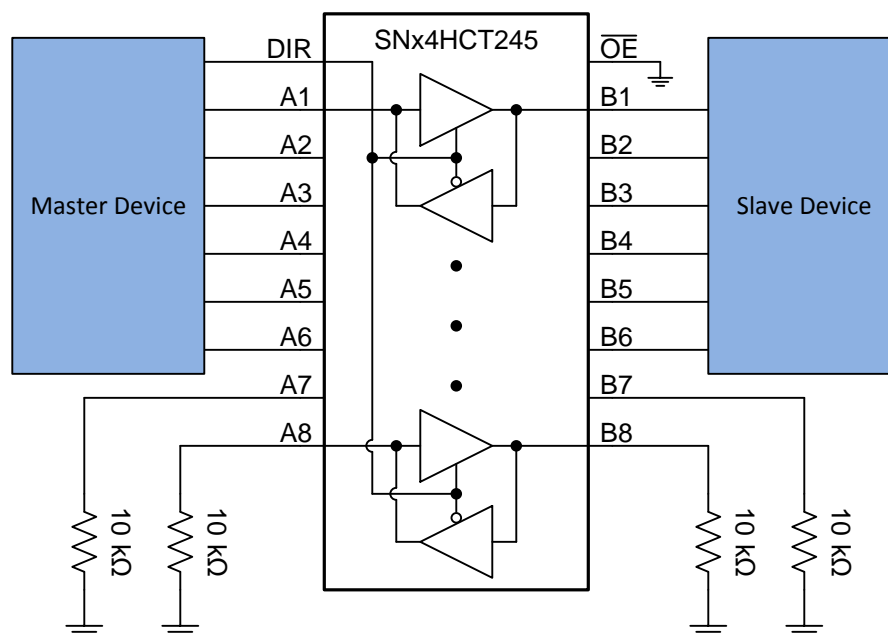 SNx4HCT245
DIR
OE
A1
B1
A2
B2
Master Device
A3
B3
Slave Device
A4
B4
A5
B5
A6
B6
A7
B7
A8
B8
10 kΩ
10 kΩ
10 kΩ
10 kΩ